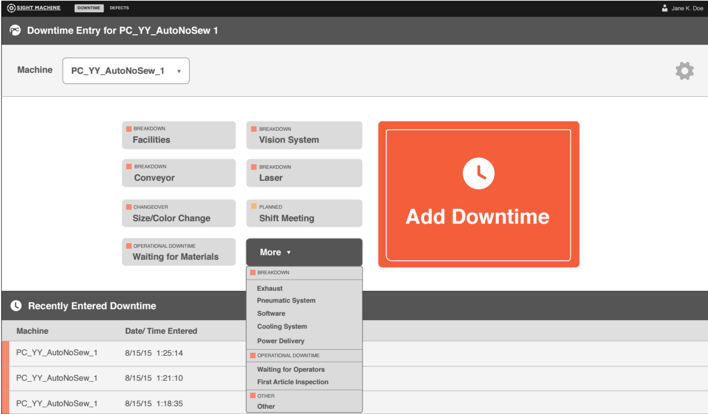 SIGHT MACHINE DOWNTIME DEFECTS Jane K. Doe
Downtime Entry for PC_YY_AutoNoSew 1
Machine PC_YY_AutoNoSew_1
BREAKDOWN
Facilities
BREAKDOWN
Vision System
BREAKDOWN
Conveyor
BREAKDOWN
Laser
CHANGEOVER
Size/Color Change
PLANNED
Shift Meeting
OPERATIONAL DOWNTIME
Waiting for Materials
More
BREAKDOWN
Exhaust
Pneumatic System
Software
Cooling System
Power Delivery
OPERATIONAL DOWNTIME
Waiting for Operators
First Article Inspection
OTHER
Other
Add Downtime
Recently Entered Downtime
Machine Date/ Time Entered
PC_YY_AutoNoSew_1 8/15/15 1:25:14
PC_YY_AutoNoSew_1 8/15/15 1:21:10
PC_YY_AutoNoSew_1 8/15/15 1:18:35